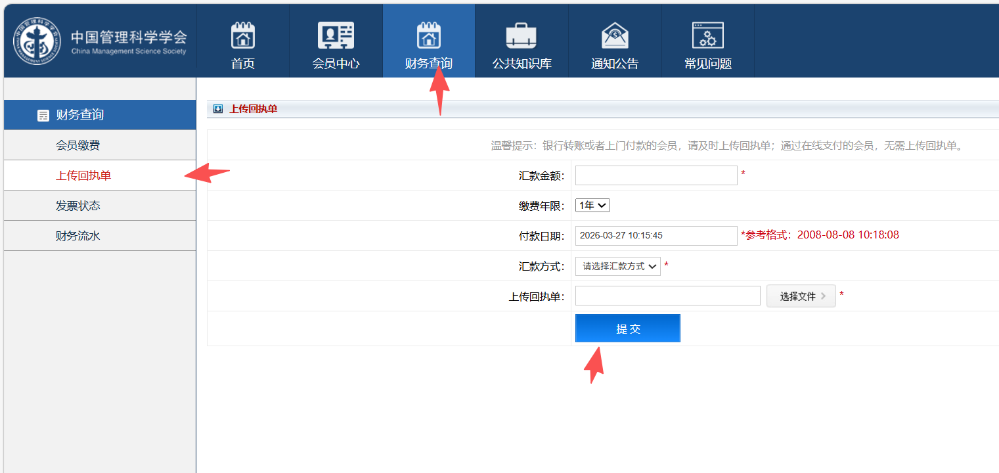 中国管理科学学会
China Management Science Society
首页
会员中心
财务查询
公共知识库
通知公告
常见问题
财务查询
会员缴费
上传回执单
发票状态
财务流水
上传回执单
温馨提示：银行转账或者上门付款的会员，请及时上传回执单；通过在线支付的会员，无需上传回执单。
汇款金额： *
缴费年限： 1年
付款日期： 2026-03-27 10:15:45 *参考格式：2008-08-08 10:18:08
汇款方式： 请选择汇款方式 *
上传回执单： 选择文件 *
提 交